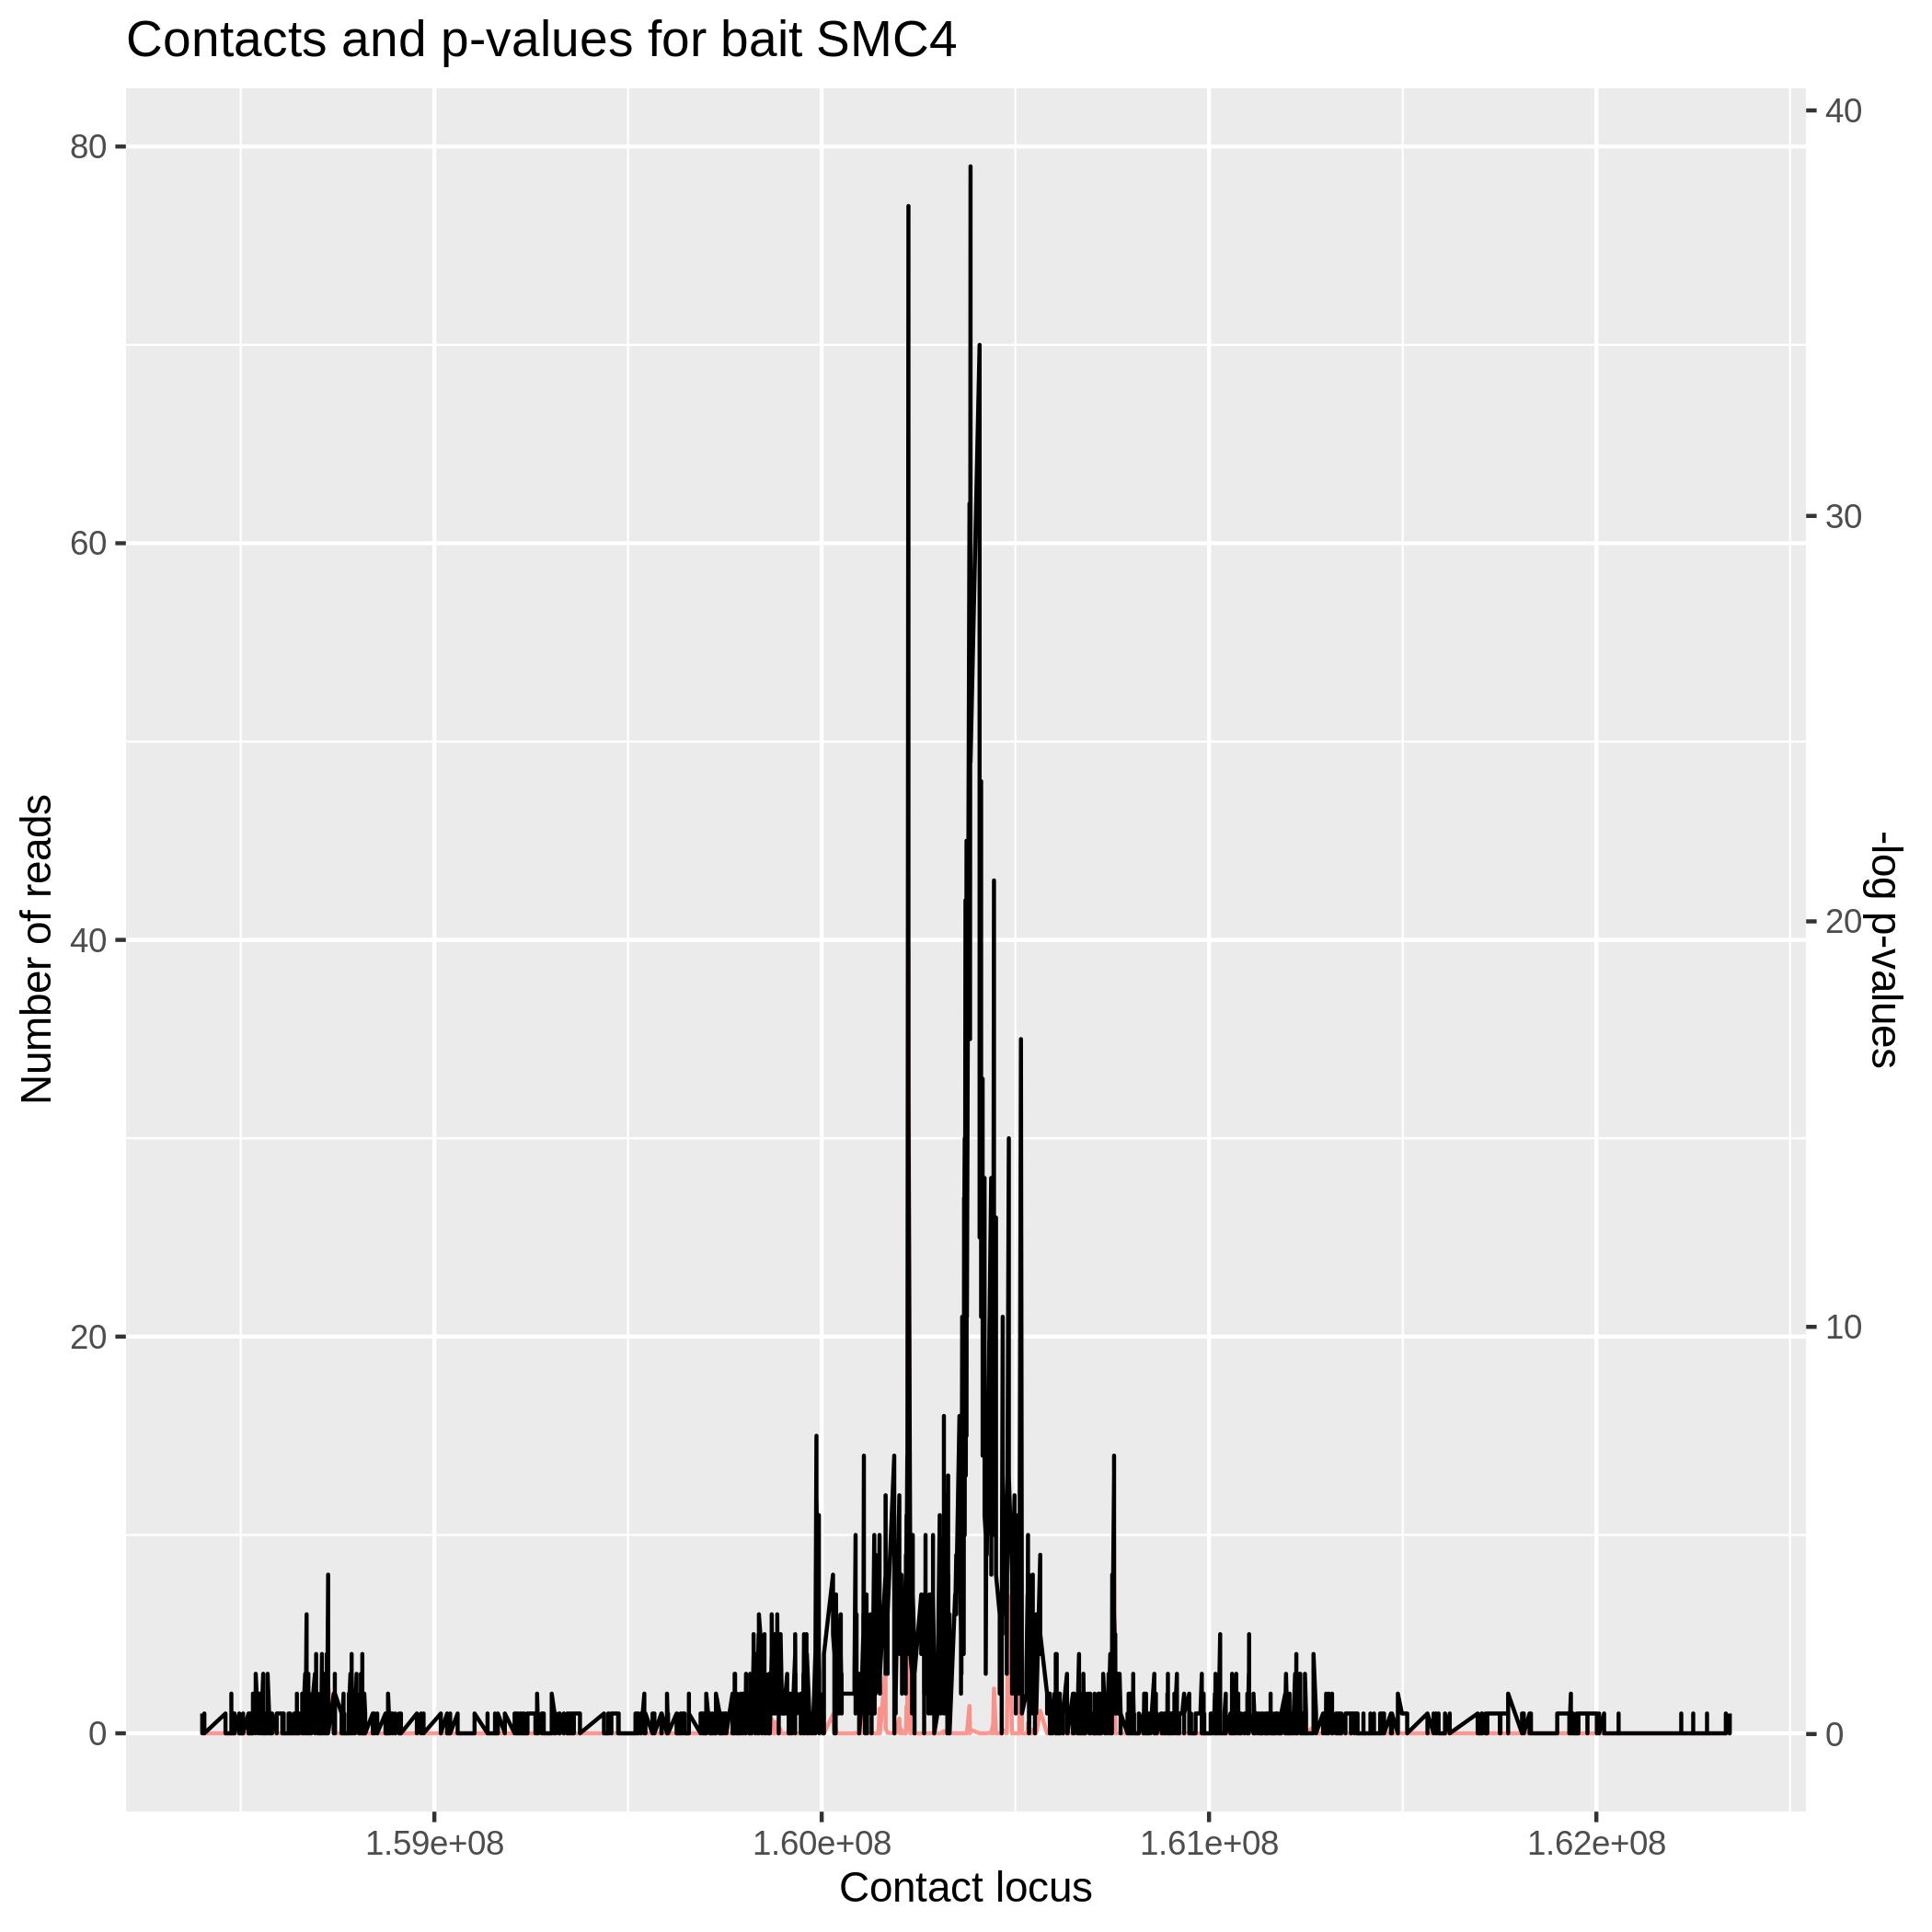 Contacts and p-values for bait SMC4
80
60
40
20
0
Number of reads
40
30
20
10
0
-log p-values
1.59e+08
1.60e+08
1.61e+08
1.62e+08
Contact locus